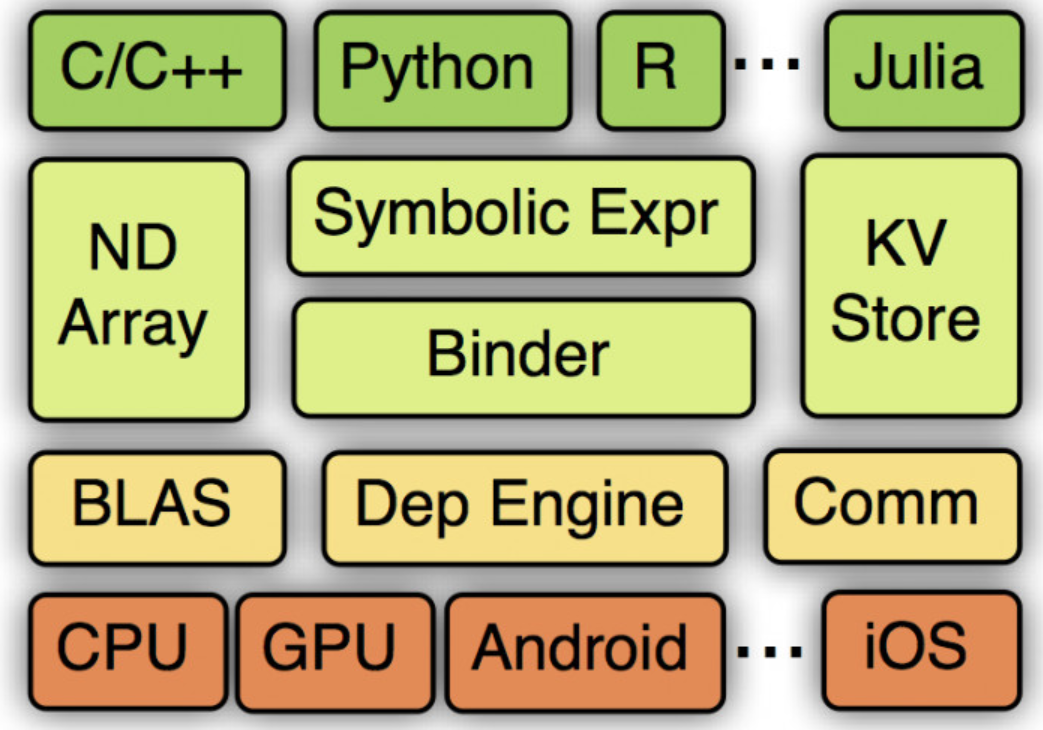 C/C++ Python R ... Julia
ND
Array
Symbolic Expr
Binder
KV
Store
BLAS Dep Engine Comm
CPU GPU Android ... iOS